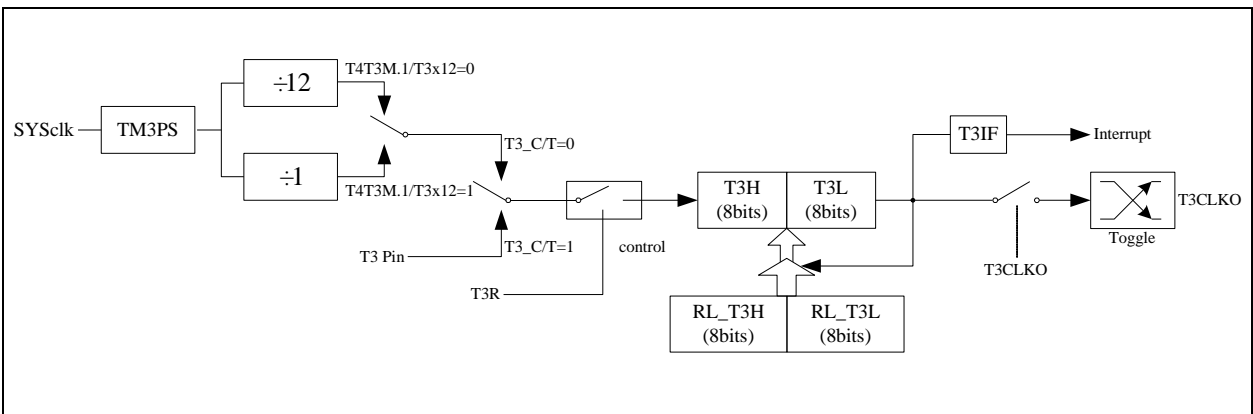 ÷12
T4T3M.1/T3x12=0
SYSclk
TM3PS
÷1
T4T3M.1/T3x12=1
T3_C/T=0
T3_C/T=1
T3 Pin
T3R
control
T3H
(8bits)
T3L
(8bits)
RL_T3H
(8bits)
RL_T3L
(8bits)
T3IF
Interrupt
T3CLKO
Toggle
T3CLKO